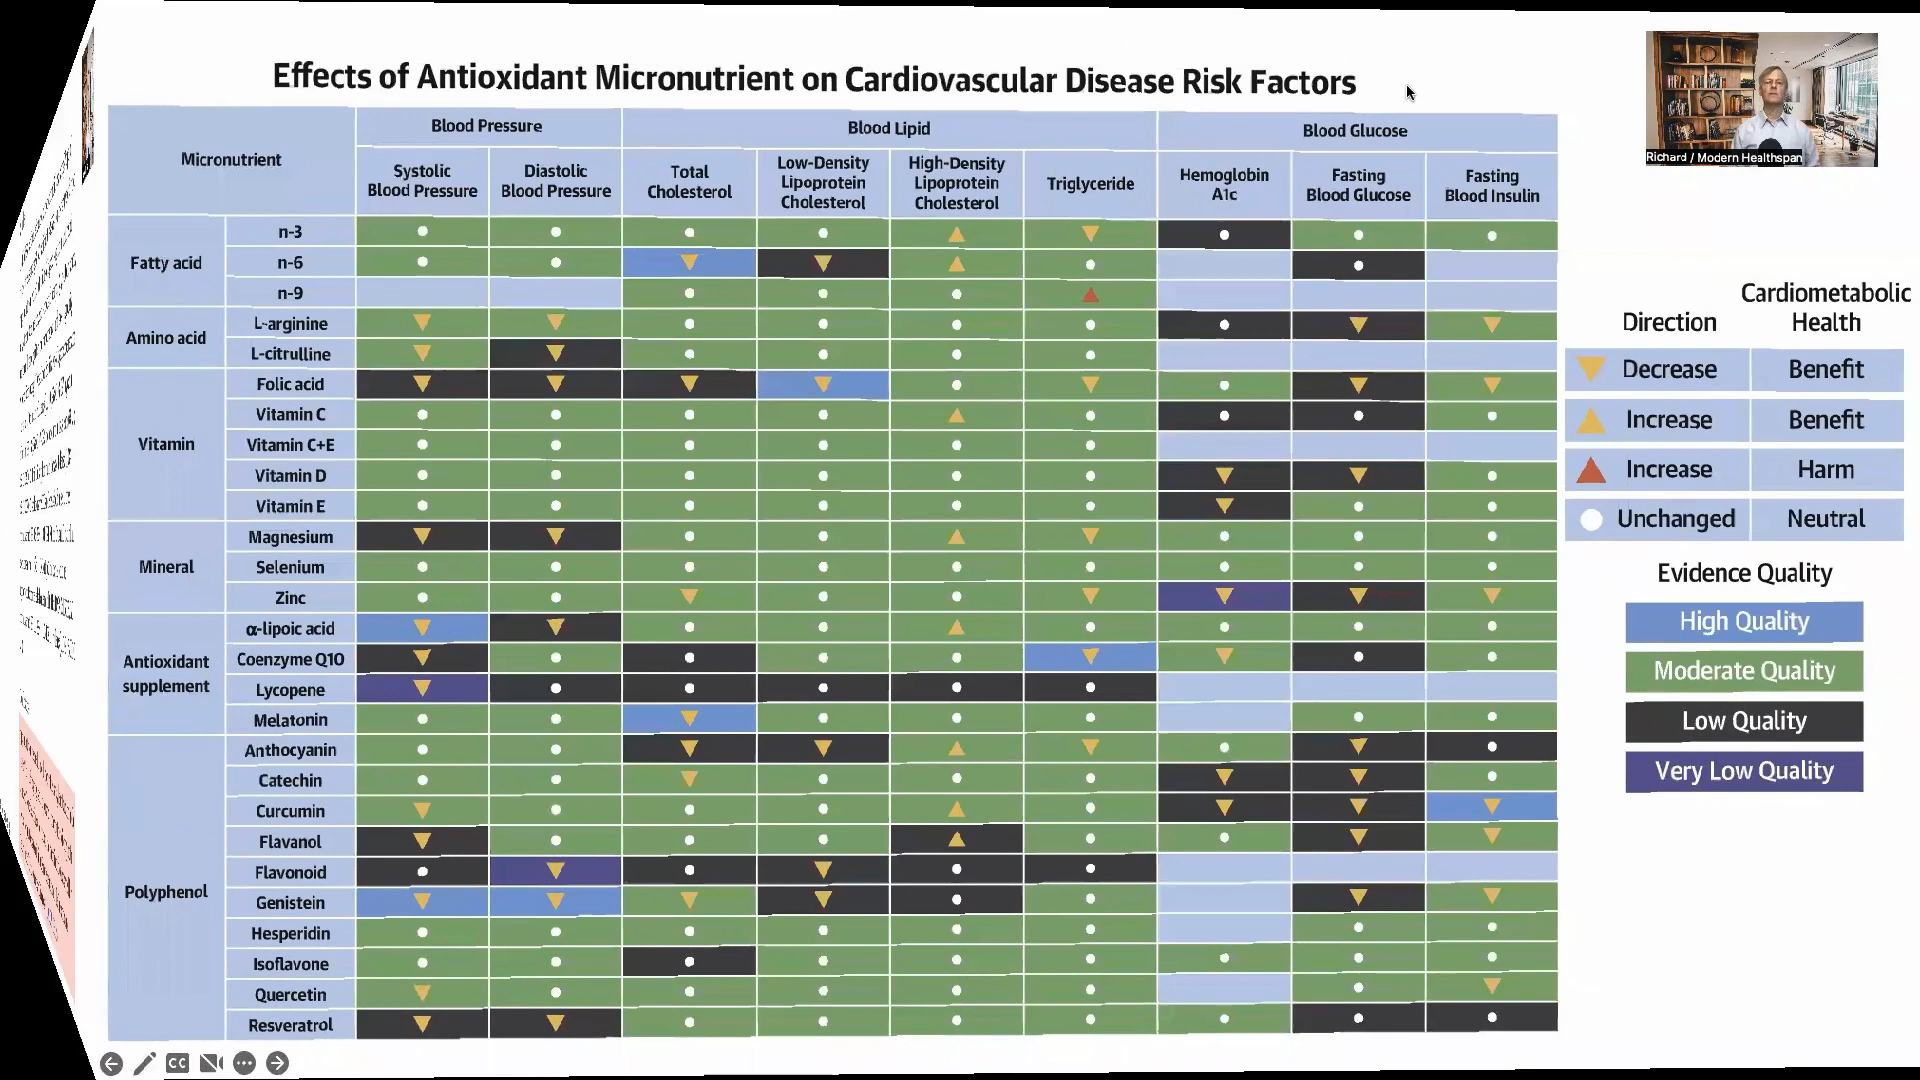 Effects of Antioxidant Micronutrient on Cardiovascular Disease Risk Factors
Richard / Modern Healthspan
Micronutrient
Blood Pressure
Blood Lipid
Blood Glucose
Systolic
Blood Pressure
Diastolic
Blood Pressure
Total
Cholesterol
Low-Density
Lipoprotein
Cholesterol
High-Density
Lipoprotein
Cholesterol
Triglyceride
Hemoglobin
A1c
Fasting
Blood Glucose
Fasting
Blood Insulin
Fatty acid
n-3
n-6
n-9
Amino acid
L-arginine
L-citrulline
Vitamin
Folic acid
Vitamin C
Vitamin C+E
Vitamin D
Vitamin E
Mineral
Magnesium
Selenium
Zinc
Antioxidant
supplement
α-lipoic acid
Coenzyme Q10
Lycopene
Melatonin
Polyphenol
Anthocyanin
Catechin
Curcumin
Flavanol
Flavonoid
Genistein
Hesperidin
Isoflavone
Quercetin
Resveratrol
Direction
Cardiometabolic
Health
Decrease Benefit
Increase Benefit
Increase Harm
Unchanged Neutral
Evidence Quality
High Quality
Moderate Quality
Low Quality
Very Low Quality
CC